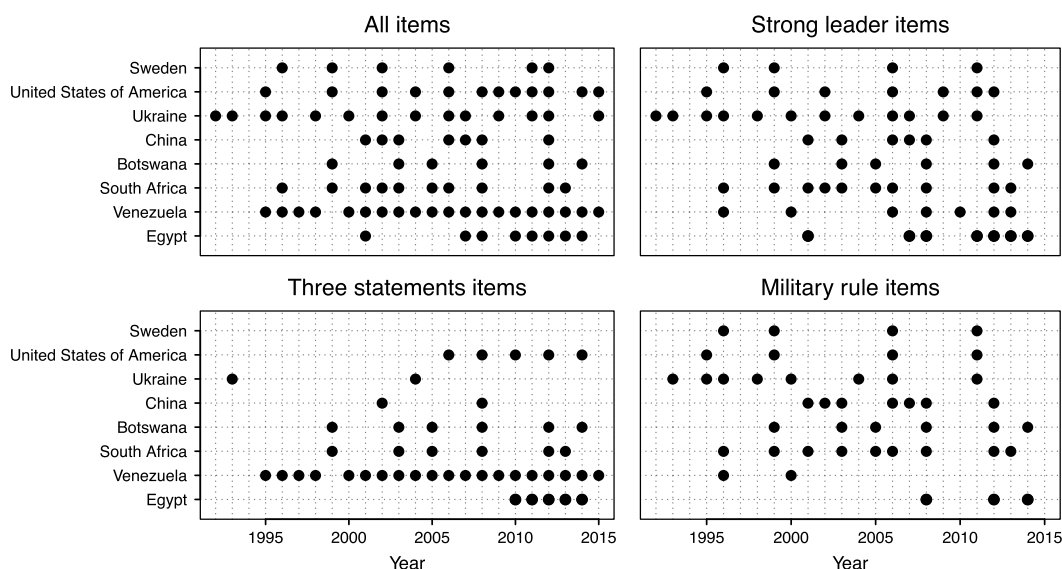 All items
Strong leader items
Sweden
United States of America
Ukraine
China
Botswana
South Africa
Venezuela
Egypt
Three statements items
Military rule items
Sweden
United States of America
Ukraine
China
Botswana
South Africa
Venezuela
Egypt
1995 2000 2005 2010 2015
1995 2000 2005 2010 2015
Year
Year